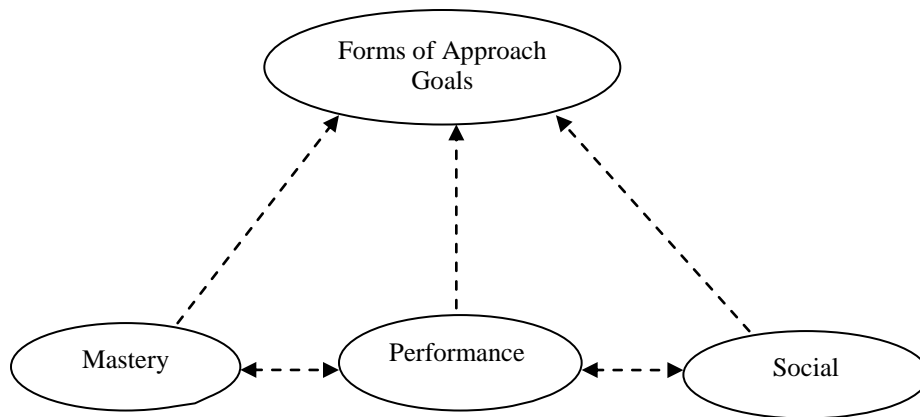 Forms of Approach
Goals
Mastery
Performance
Social